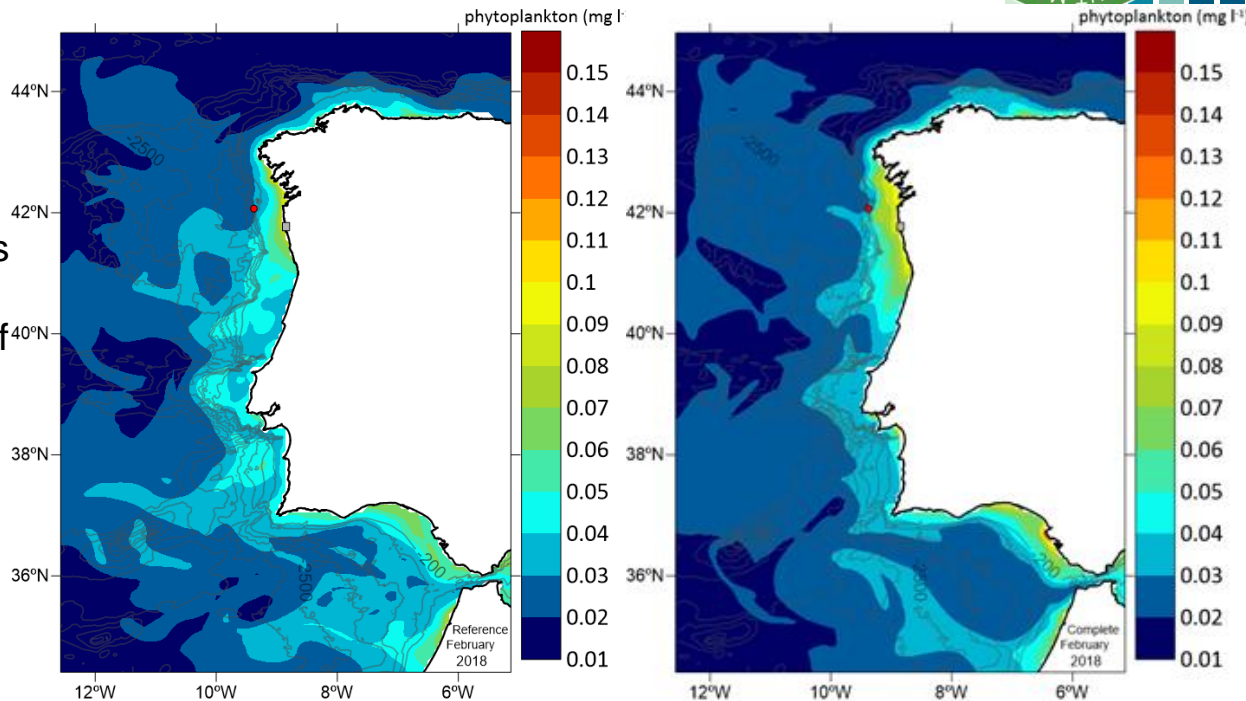 phytoplankton (mg l⁻
0.15
0.14
0.13
0.12
0.11
0.1
0.09
0.08
0.07
0.06
0.05
0.04
0.03
0.02
0.01
44ºN
42ºN
40ºN
38ºN
36ºN
12ºW
10ºW
8ºW
6ºW
-2500
-2500
-200
Reference
February
2018
s
f
phytoplankton (mg l⁻¹)
0.15
0.14
0.13
0.12
0.11
0.1
0.09
0.08
0.07
0.06
0.05
0.04
0.03
0.02
0.01
44ºN
42ºN
40ºN
38ºN
36ºN
12ºW
10ºW
8ºW
6ºW
-2500
-2500
-200
Complete
February
2018